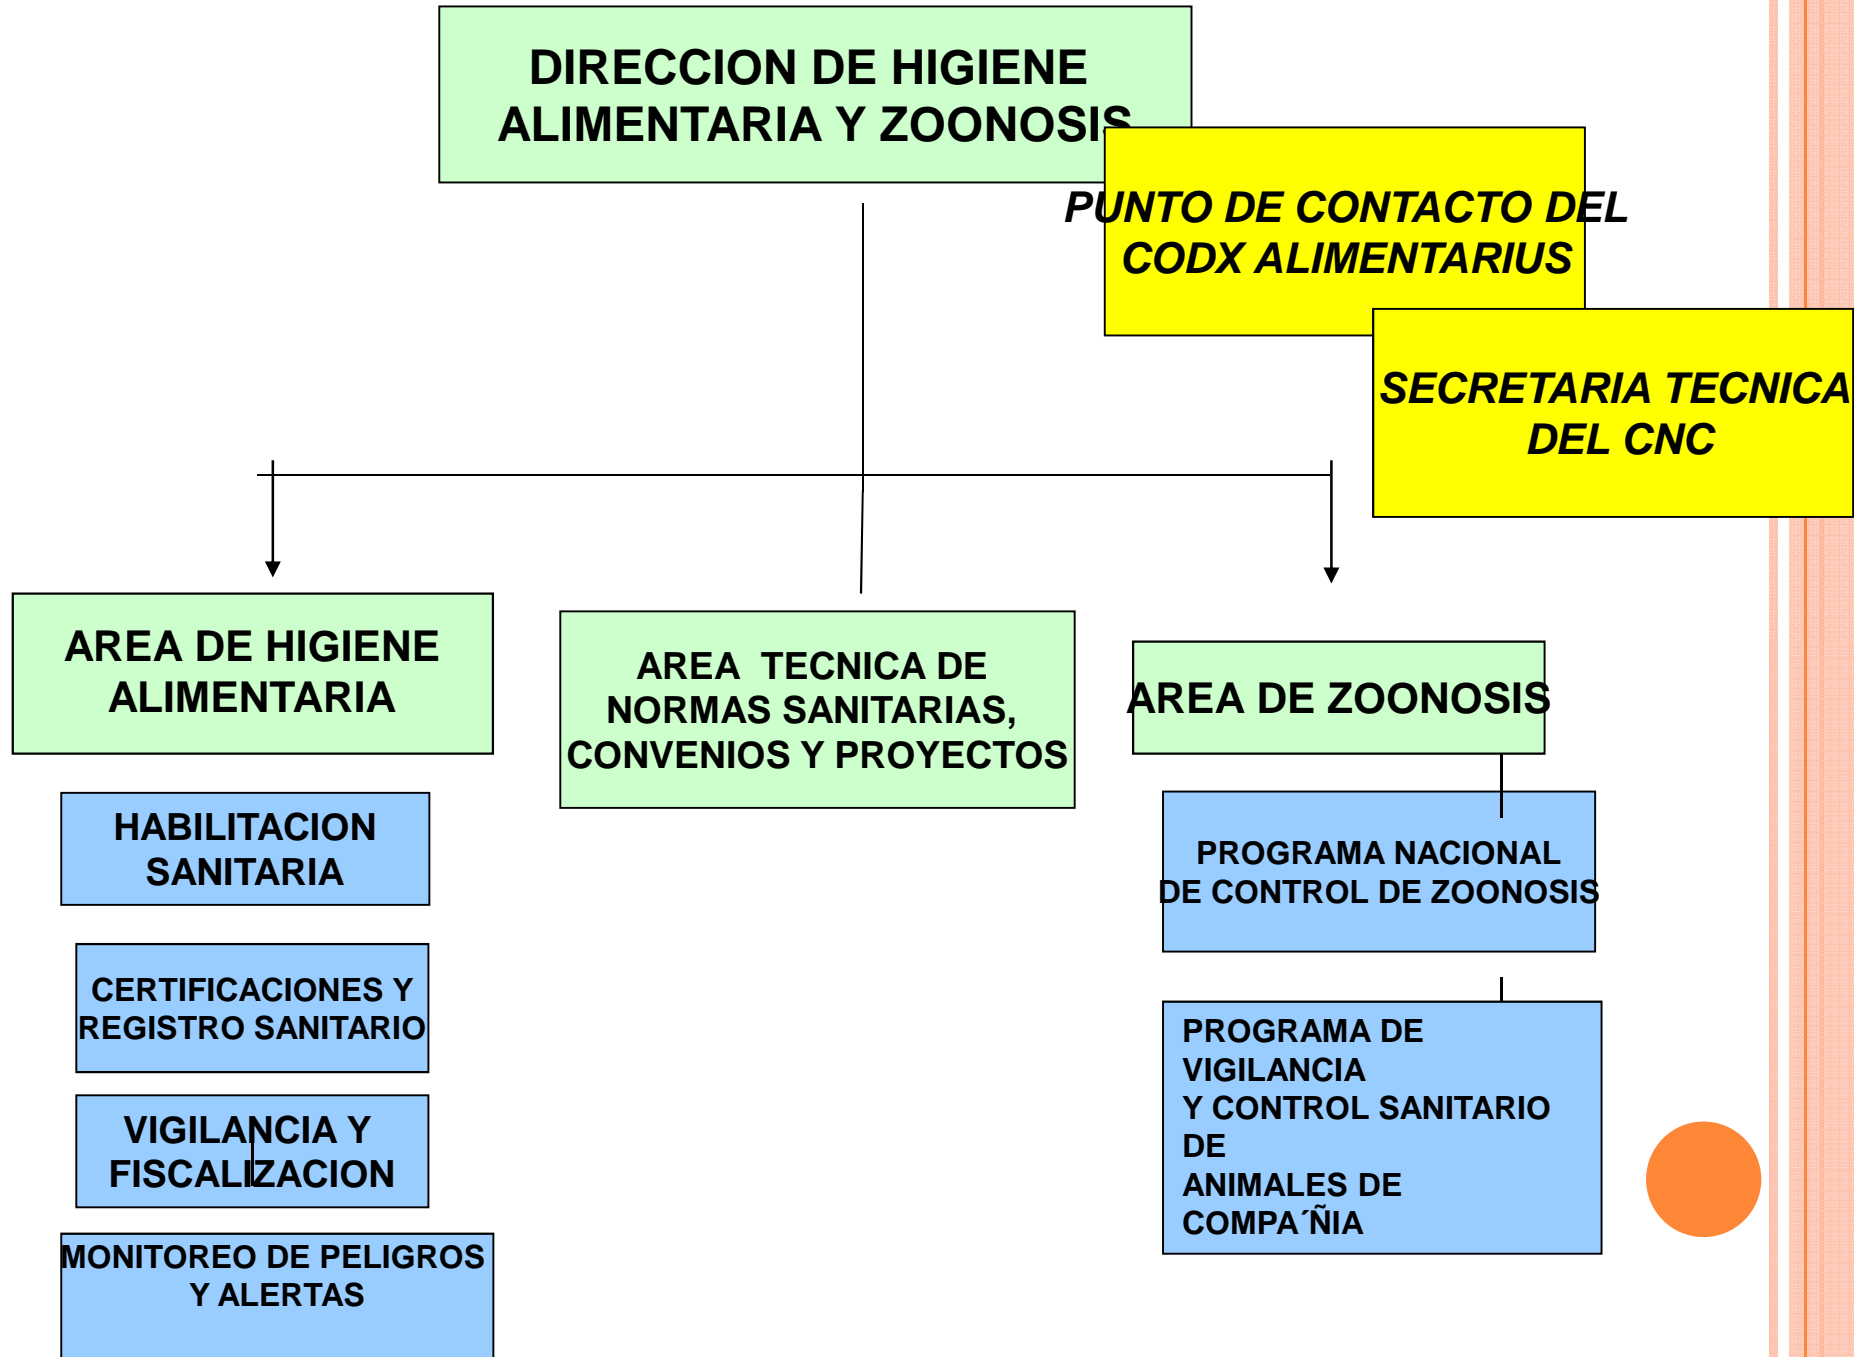 DIRECCION DE HIGIENE
ALIMENTARIA Y ZOONOSIS
PUNTO DE CONTACTO DEL
CODX ALIMENTARIUS
SECRETARIA TECNICA
DEL CNC
AREA DE HIGIENE
ALIMENTARIA
AREA TECNICA DE
NORMAS SANITARIAS,
CONVENIOS Y PROYECTOS
AREA DE ZOONOSIS
HABILITACION
SANITARIA
CERTIFICACIONES Y
REGISTRO SANITARIO
VIGILANCIA Y
FISCALIZACION
MONITOREO DE PELIGROS
Y ALERTAS
PROGRAMA NACIONAL
DE CONTROL DE ZOONOSIS
PROGRAMA DE
VIGILANCIA
Y CONTROL SANITARIO
DE
ANIMALES DE
COMPA´ÑIA